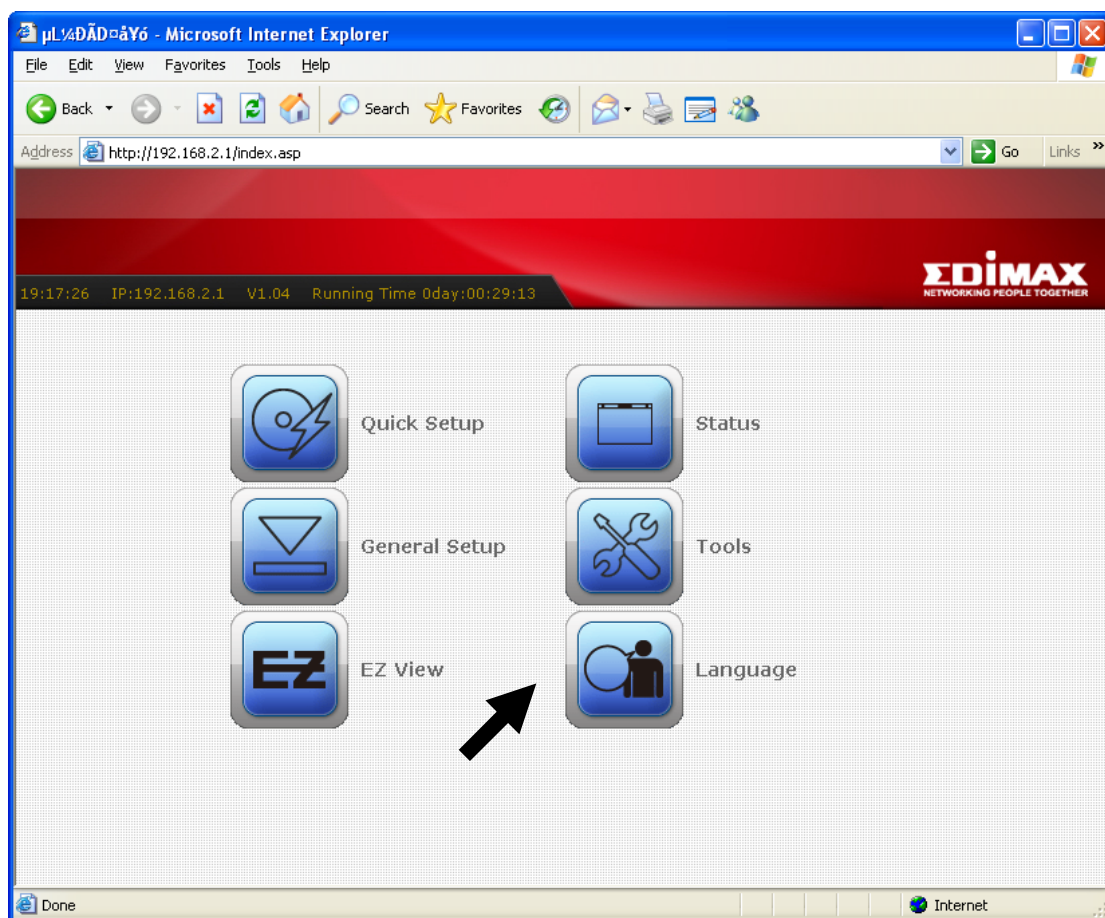 µL¼ÐÃD¤å¥ó - Microsoft Internet Explorer
File Edit View Favorites Tools Help
Back Search Favorites
Address http://192.168.2.1/index.asp Go Links »
EDIMAX
NETWORKING PEOPLE TOGETHER
19:17:26 IP:192.168.2.1 V1.04 Running Time 0day:00:29:13
Quick Setup Status
General Setup Tools
EZ EZ View Language
Done Internet